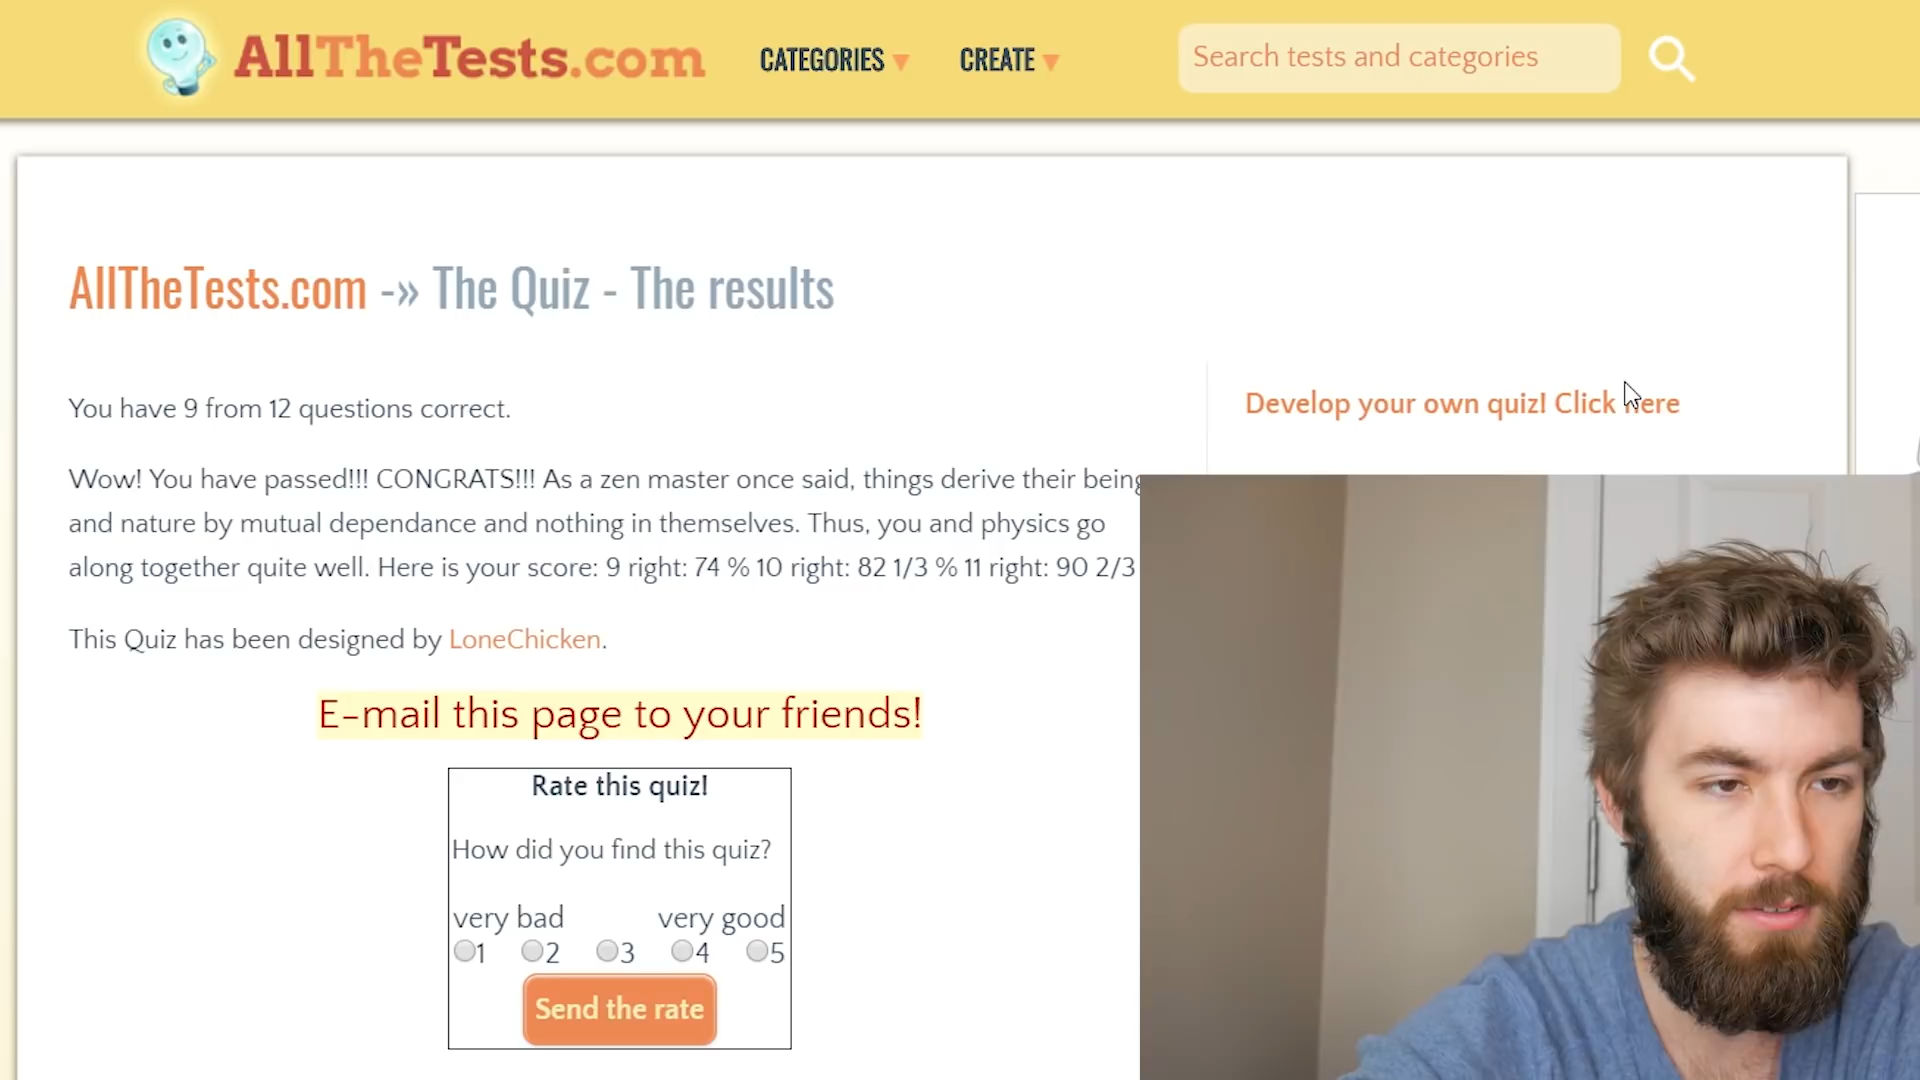 AllTheTests.com
CATEGORIES
CREATE
Search tests and categories
AllTheTests.com -» The Quiz - The results
You have 9 from 12 questions correct.
Develop your own quiz! Click here
Wow! You have passed!!! CONGRATS!!! As a zen master once said, things derive their being
and nature by mutual dependance and nothing in themselves. Thus, you and physics go
along together quite well. Here is your score: 9 right: 74 % 10 right: 82 1/3 % 11 right: 90 2/3
This Quiz has been designed by LoneChicken.
E-mail this page to your friends!
Rate this quiz!
How did you find this quiz?
very bad very good
1 2 3 4 5
Send the rate